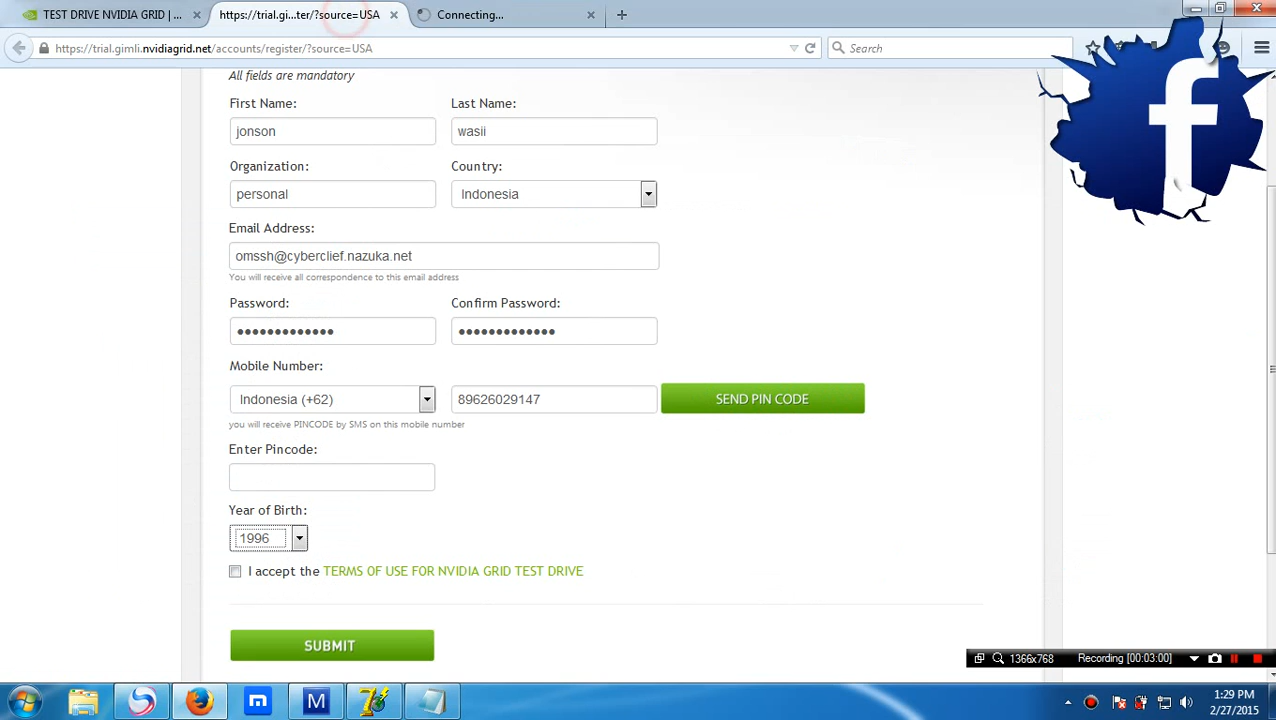 TEST DRIVE NVIDIA GRID | ...
https://trial.gi...ter/?source=USA
Connecting...
https://trial.gimli.nvidiagrid.net/accounts/register/?source=USA
Search
All fields are mandatory
First Name:
Last Name:
jonson
wasii
Organization:
Country:
personal
Indonesia
Email Address:
omssh@cyberclief.nazuka.net
You will receive all correspondence to this email address
Password:
Confirm Password:
Mobile Number:
Indonesia (+62)
89626029147
SEND PIN CODE
you will receive PINCODE by SMS on this mobile number
Enter Pincode:
Year of Birth:
1996
I accept the TERMS OF USE FOR NVIDIA GRID TEST DRIVE
SUBMIT
1366x768
Recording [00:03:00]
1:29 PM
2/27/2015